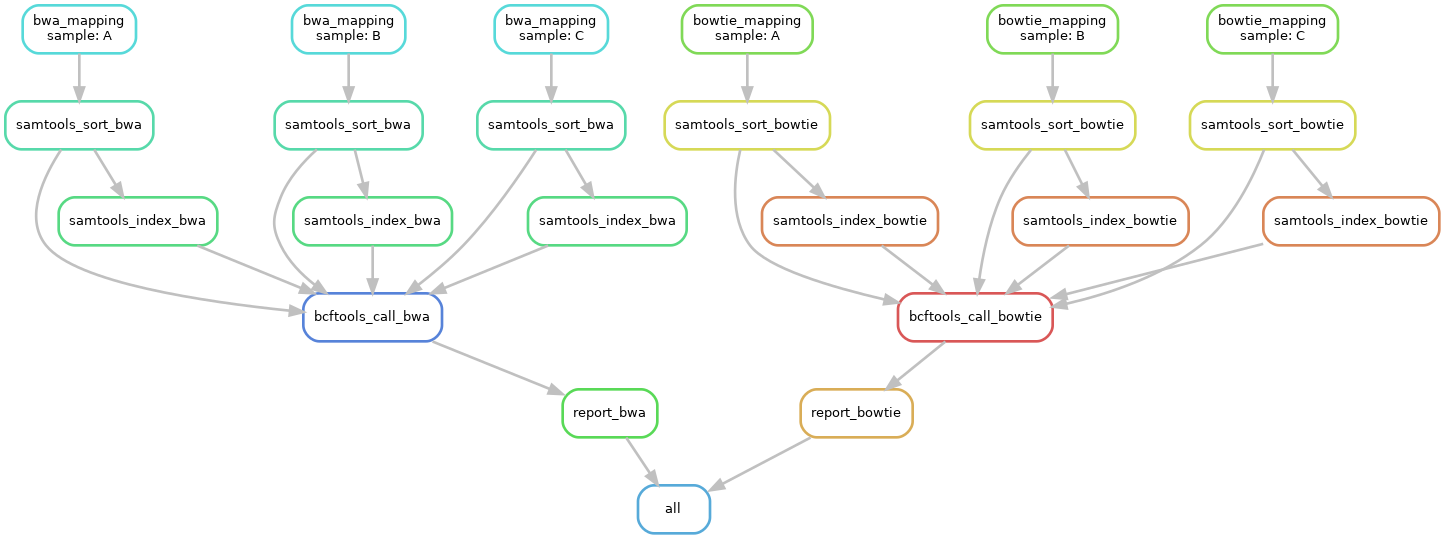 bwa_mapping
sample: A
bwa_mapping
sample: B
bwa_mapping
sample: C
bowtie_mapping
sample: A
bowtie_mapping
sample: B
bowtie_mapping
sample: C
samtools_sort_bwa
samtools_sort_bwa
samtools_sort_bwa
samtools_sort_bowtie
samtools_sort_bowtie
samtools_sort_bowtie
samtools_index_bwa
samtools_index_bwa
samtools_index_bwa
samtools_index_bowtie
samtools_index_bowtie
samtools_index_bowtie
bcftools_call_bwa
bcftools_call_bowtie
report_bwa
report_bowtie
all